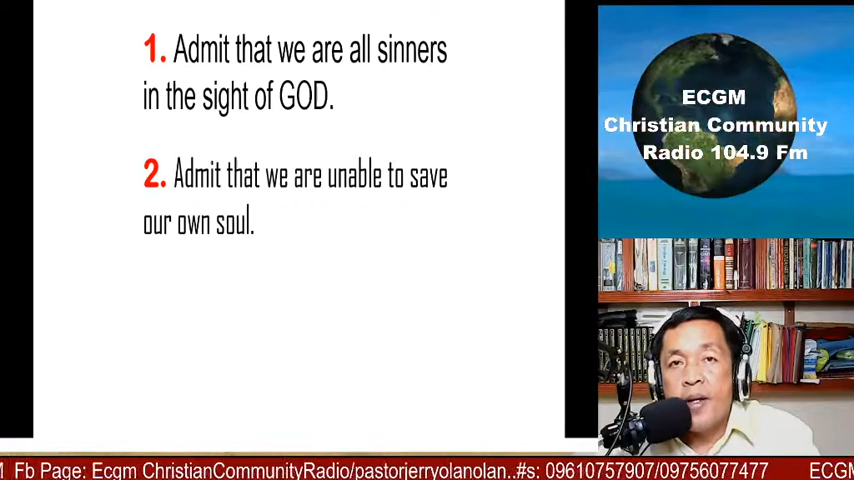 1. Admit that we are all sinners
in the sight of GOD.
2. Admit that we are unable to save
our own soul.
ECGM
Christian Community
Radio 104.9 Fm
Fb Page: Ecgm ChristianCommunityRadio/pastorjerryolanolan..#s: 09610757907/09756077477 ECGM